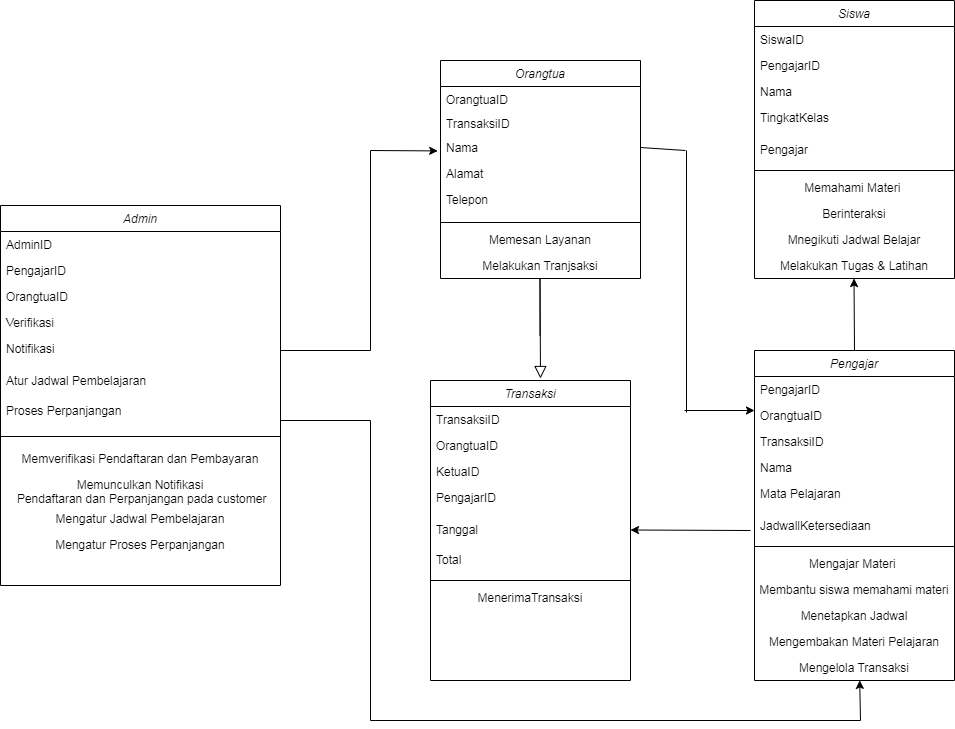 Siswa
SiswaID
PengajarID
Nama
TingkatKelas
Pengajar
Memahami Materi
Berinteraksi
Mnegikuti Jadwal Belajar
Melakukan Tugas & Latihan
Orangtua
OrangtuaID
TransaksiID
Nama
Alamat
Telepon
Memesan Layanan
Melakukan Tranjsaksi
Admin
AdminID
PengajarID
OrangtuaID
Verifikasi
Notifikasi
Atur Jadwal Pembelajaran
Proses Perpanjangan
Memverifikasi Pendaftaran dan Pembayaran
Memunculkan Notifikasi
Pendaftaran dan Perpanjangan pada customer
Mengatur Jadwal Pembelajaran
Mengatur Proses Perpanjangan
Transaksi
TransaksiID
OrangtuaID
KetuaID
PengajarID
Tanggal
Total
MenerimaTransaksi
Pengajar
PengajarID
OrangtuaID
TransaksiID
Nama
Mata Pelajaran
JadwallKetersediaan
Mengajar Materi
Membantu siswa memahami materi
Menetapkan Jadwal
Mengembakan Materi Pelajaran
Mengelola Transaksi